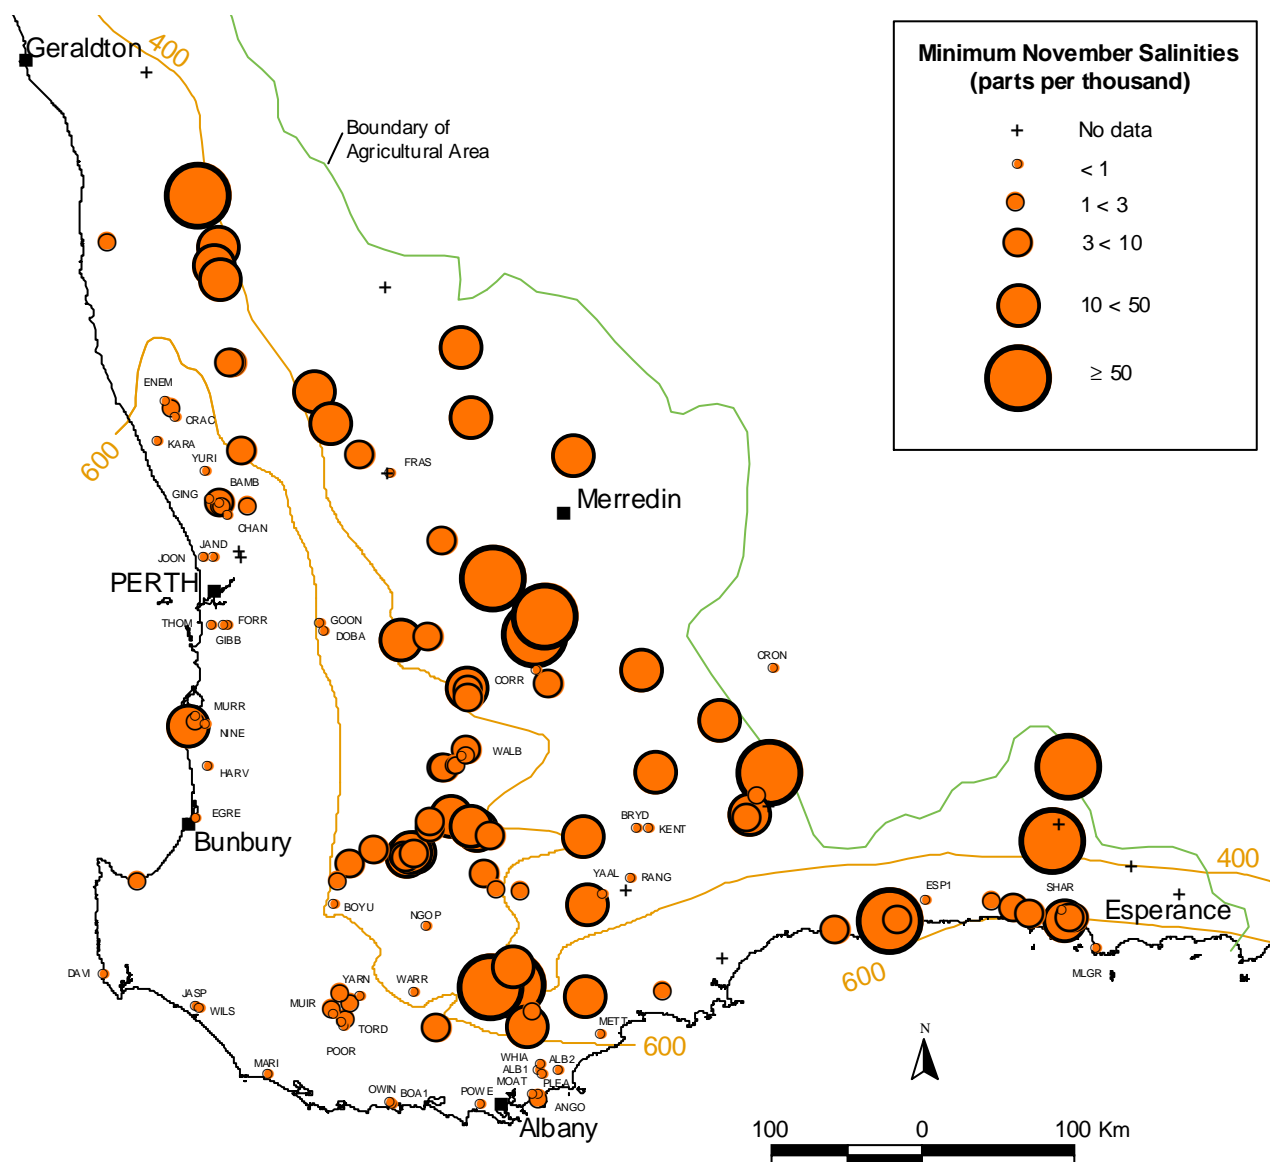 Geraldton
400
Boundary of
Agricultural Area
Minimum November Salinities
(parts per thousand)
No data
< 1
1 < 3
3 < 10
10 < 50
≥ 50
ENEM
CRAC
KARA
600
YURI
BAMB
GING
CHAN
FRAS
Merredin
JAND
JOON
PERTH
THOM
FORR
GIBB
GOON
DOBA
CORR
CRON
MURR
NINE
WALB
HARV
EGRE
Bunbury
BRYD
KENT
400
YAAL
RANG
ESP1
SHAR
Esperance
BOYU
NGOP
DAVI
600
MLGR
YARN
WARR
JASP
WILS
MUIR
TORD
POOR
METT
600
N
WHIA
ALB2
ALB1
MARI
MOAT
PLEA
OWIN
BOA1
POWE
ANGO
Albany
100
0
100 Km